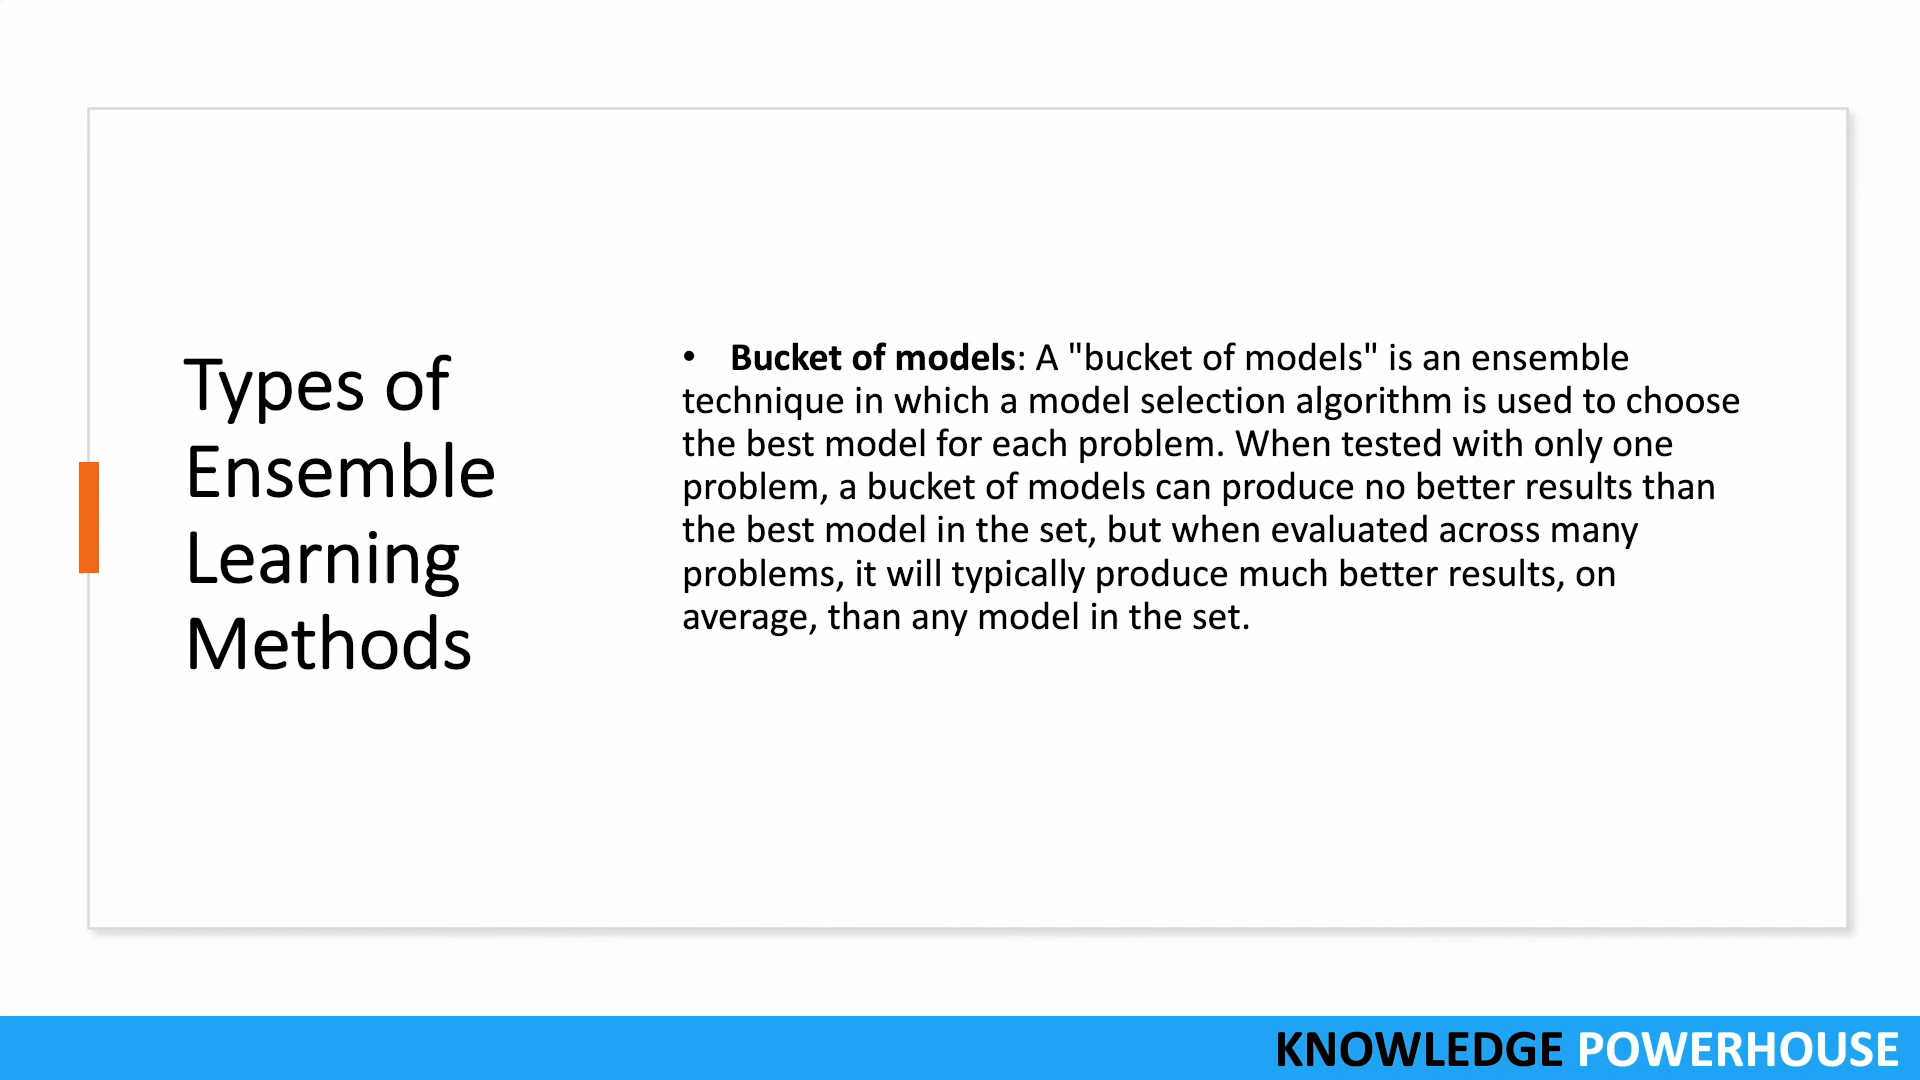 Types of
Ensemble
Learning
Methods
• Bucket of models: A "bucket of models" is an ensemble
technique in which a model selection algorithm is used to choose
the best model for each problem. When tested with only one
problem, a bucket of models can produce no better results than
the best model in the set, but when evaluated across many
problems, it will typically produce much better results, on
average, than any model in the set.
KNOWLEDGE POWERHOUSE